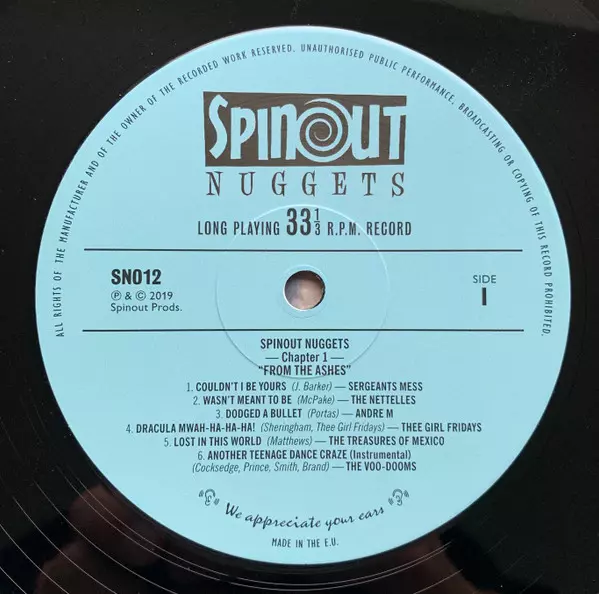 ALL RIGHTS OF THE MANUFACTURER AND OF THE OWNER OF THE RECORDED WORK RESERVED. UNAUTHORISED PUBLIC PERFORMANCE, BROADCASTING OR COPYING OF THIS RECORD PROHIBITED.
SPINOUT
NUGGETS
LONG PLAYING 33 1/3 R.P.M. RECORD
SN012
℗ & © 2019
Spinout Prods.
SIDE
1
SPINOUT NUGGETS
— Chapter 1 —
"FROM THE ASHES"
1. COULDN'T I BE YOURS (J. Barker) — SERGEANTS MESS
2. WASN'T MEANT TO BE (McPake) — THE NETTELLES
3. DODGED A BULLET (Portas) — ANDRE M
4. DRACULA MWAH-HA-HA-HA! (Sheringham, Thee Girl Fridays) — THEE GIRL FRIDAYS
5. LOST IN THIS WORLD (Matthews) — THE TREASURES OF MEXICO
6. ANOTHER TEENAGE DANCE CRAZE (Instrumental)
(Cocksedge, Prince, Smith, Brand) — THE VOO-DOOMS
We appreciate your ears
MADE IN THE E.U.